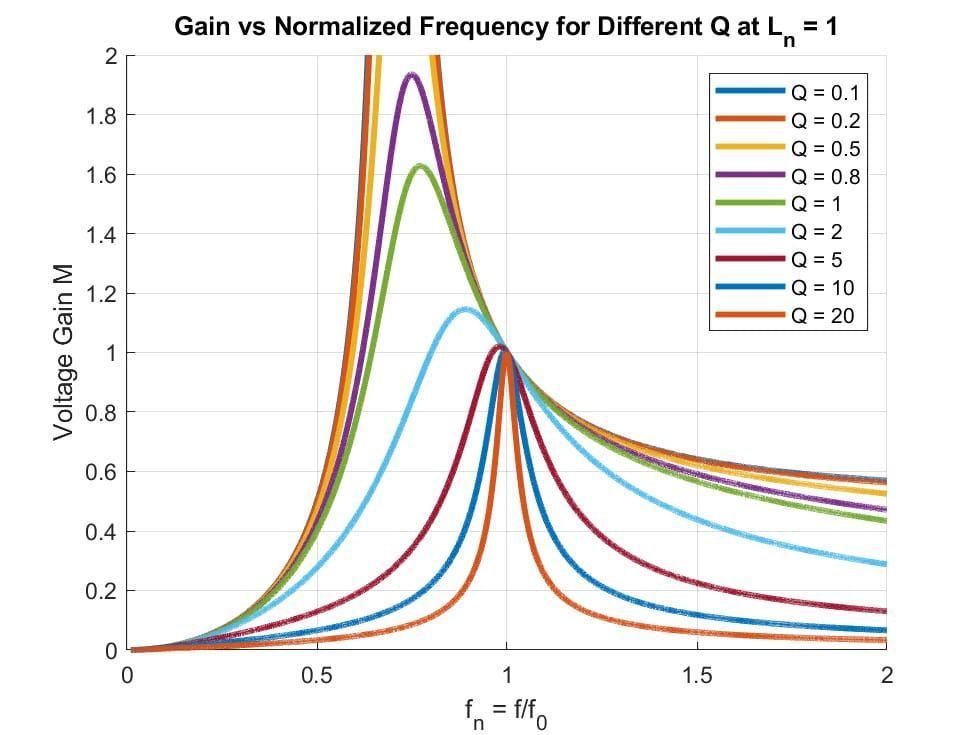 Gain vs Normalized Frequency for Different Q at Lₙ = 1
2
1.8
1.6
1.4
1.2
1
0.8
0.6
0.4
0.2
0
Voltage Gain M
Q = 0.1
Q = 0.2
Q = 0.5
Q = 0.8
Q = 1
Q = 2
Q = 5
Q = 10
Q = 20
0 0.5 1 1.5 2
fₙ = f/f₀